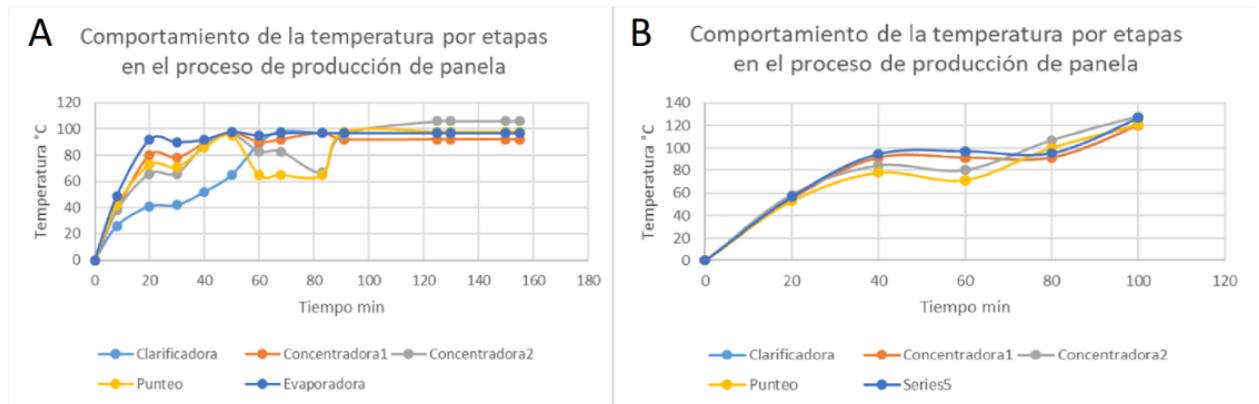 A
Comportamiento de la temperatura por etapas
en el proceso de producción de panela
Temperatura °C
120
100
80
60
40
20
0
0 20 40 60 80 100 120 140 160 180
Tiempo min
Clarificadora Concentradora1 Concentradora2
Punteo Evaporadora
B
Comportamiento de la temperatura por etapas
en el proceso de producción de panela
Temperatura °C
140
120
100
80
60
40
20
0
0 20 40 60 80 100 120
Tiempo min
Clarificadora Concentradora1 Concentradora2
Punteo Series5